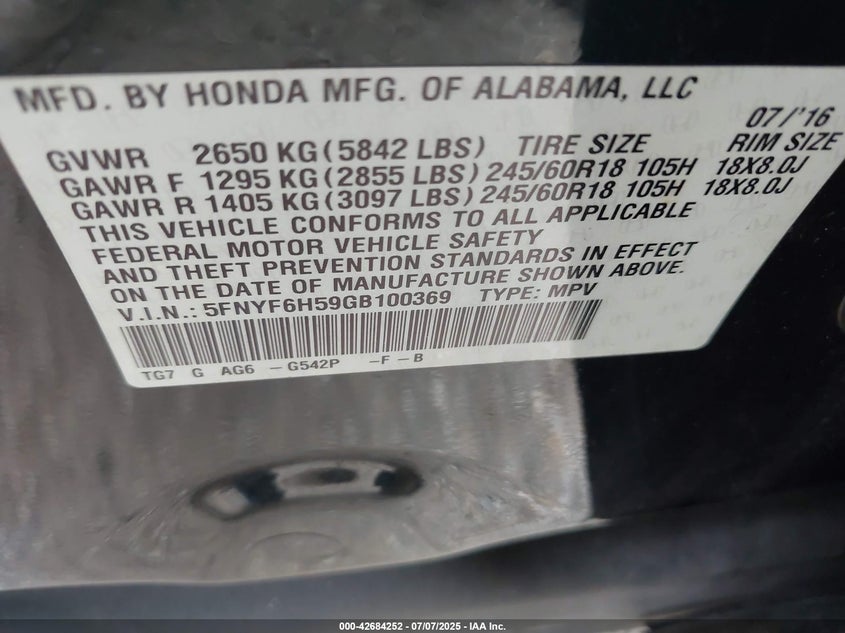 MFD. BY HONDA MFG. OF ALABAMA, LLC
07/'16
GVWR 2650 KG (5842 LBS) TIRE SIZE RIM SIZE
GAWR F 1295 KG (2855 LBS) 245/60R18 105H 18X8.0J
GAWR R 1405 KG (3097 LBS) 245/60R18 105H 18X8.0J
THIS VEHICLE CONFORMS TO ALL APPLICABLE
FEDERAL MOTOR VEHICLE SAFETY
AND THEFT PREVENTION STANDARDS IN EFFECT
ON THE DATE OF MANUFACTURE SHOWN ABOVE.
V.I.N.: 5FNYF6H59GB100369 TYPE: MPV
TG7 G AG6 – G542P –F–B
000-42684252 - 07/07/2025 - IAA Inc.